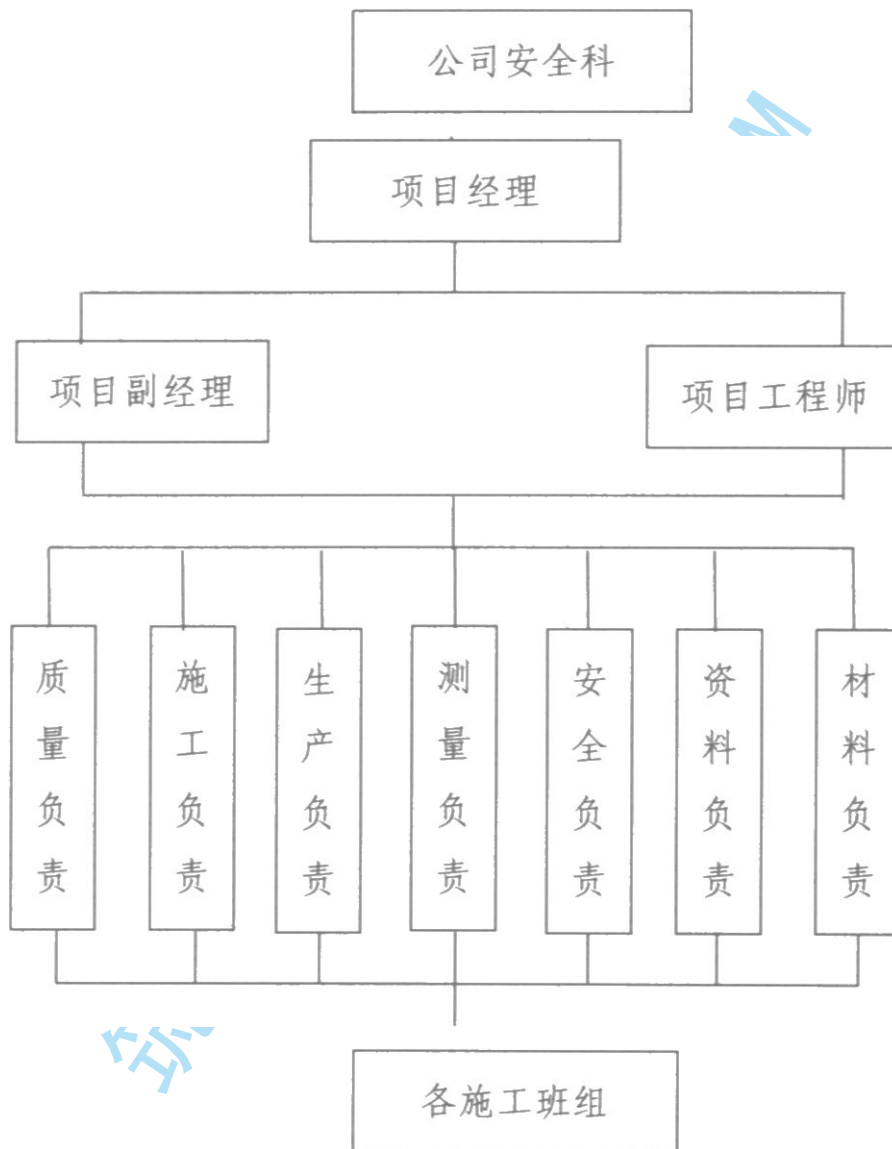 公司安全科
项目经理
项目副经理
项目工程师
质量负责
施工负责
生产负责
测量负责
安全负责
资料负责
材料负责
各施工班组